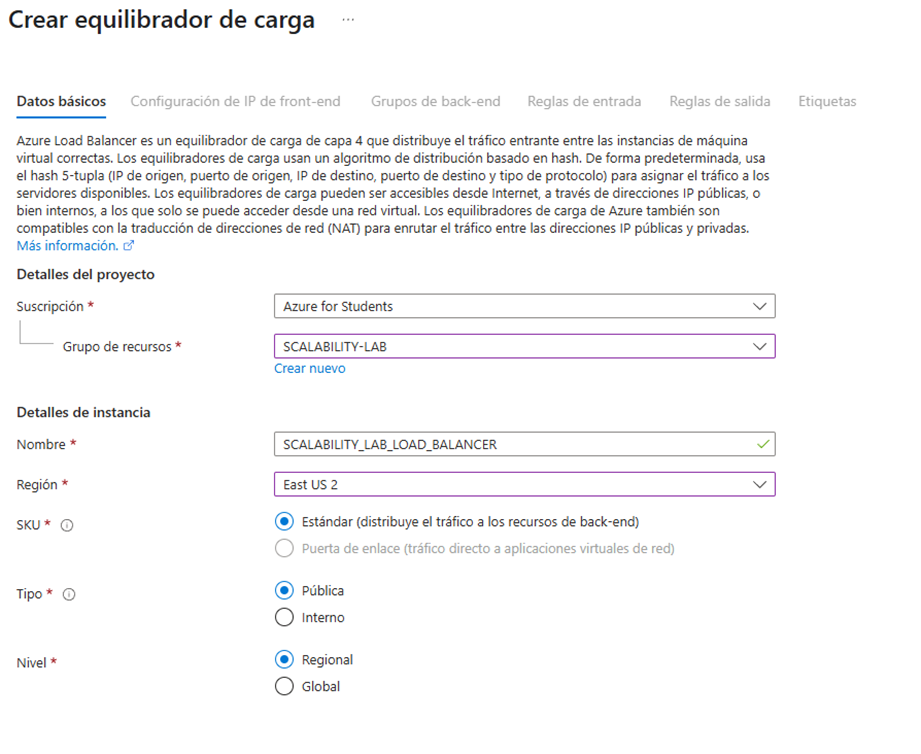 Crear equilibrador de carga ...
Datos básicos Configuración de IP de front-end Grupos de back-end Reglas de entrada Reglas de salida Etiquetas
Azure Load Balancer es un equilibrador de carga de capa 4 que distribuye el tráfico entrante entre las instancias de máquina
virtual correctas. Los equilibradores de carga usan un algoritmo de distribución basado en hash. De forma predeterminada, usa
el hash 5-tupla (IP de origen, puerto de origen, IP de destino, puerto de destino y tipo de protocolo) para asignar el tráfico a los
servidores disponibles. Los equilibradores de carga pueden ser accesibles desde Internet, a través de direcciones IP públicas, o
bien internos, a los que solo se puede acceder desde una red virtual. Los equilibradores de carga de Azure también son
compatibles con la traducción de direcciones de red (NAT) para enrutar el tráfico entre las direcciones IP públicas y privadas.
Más información.
Detalles del proyecto
Suscripción * Azure for Students
Grupo de recursos * SCALABILITY-LAB
Crear nuevo
Detalles de instancia
Nombre * SCALABILITY_LAB_LOAD_BALANCER
Región * East US 2
SKU * Estándar (distribuye el tráfico a los recursos de back-end)
Puerta de enlace (tráfico directo a aplicaciones virtuales de red)
Tipo * Pública
Interno
Nivel * Regional
Global